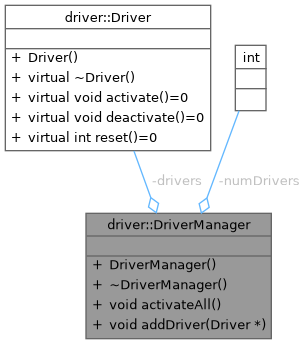 driver::Driver
+ Driver()
+ virtual ~Driver()
+ virtual void activate()=0
+ virtual void deactivate()=0
+ virtual int reset()=0
int
-drivers
-numDrivers
driver::DriverManager
+ DriverManager()
+ ~DriverManager()
+ void activateAll()
+ void addDriver(Driver *)